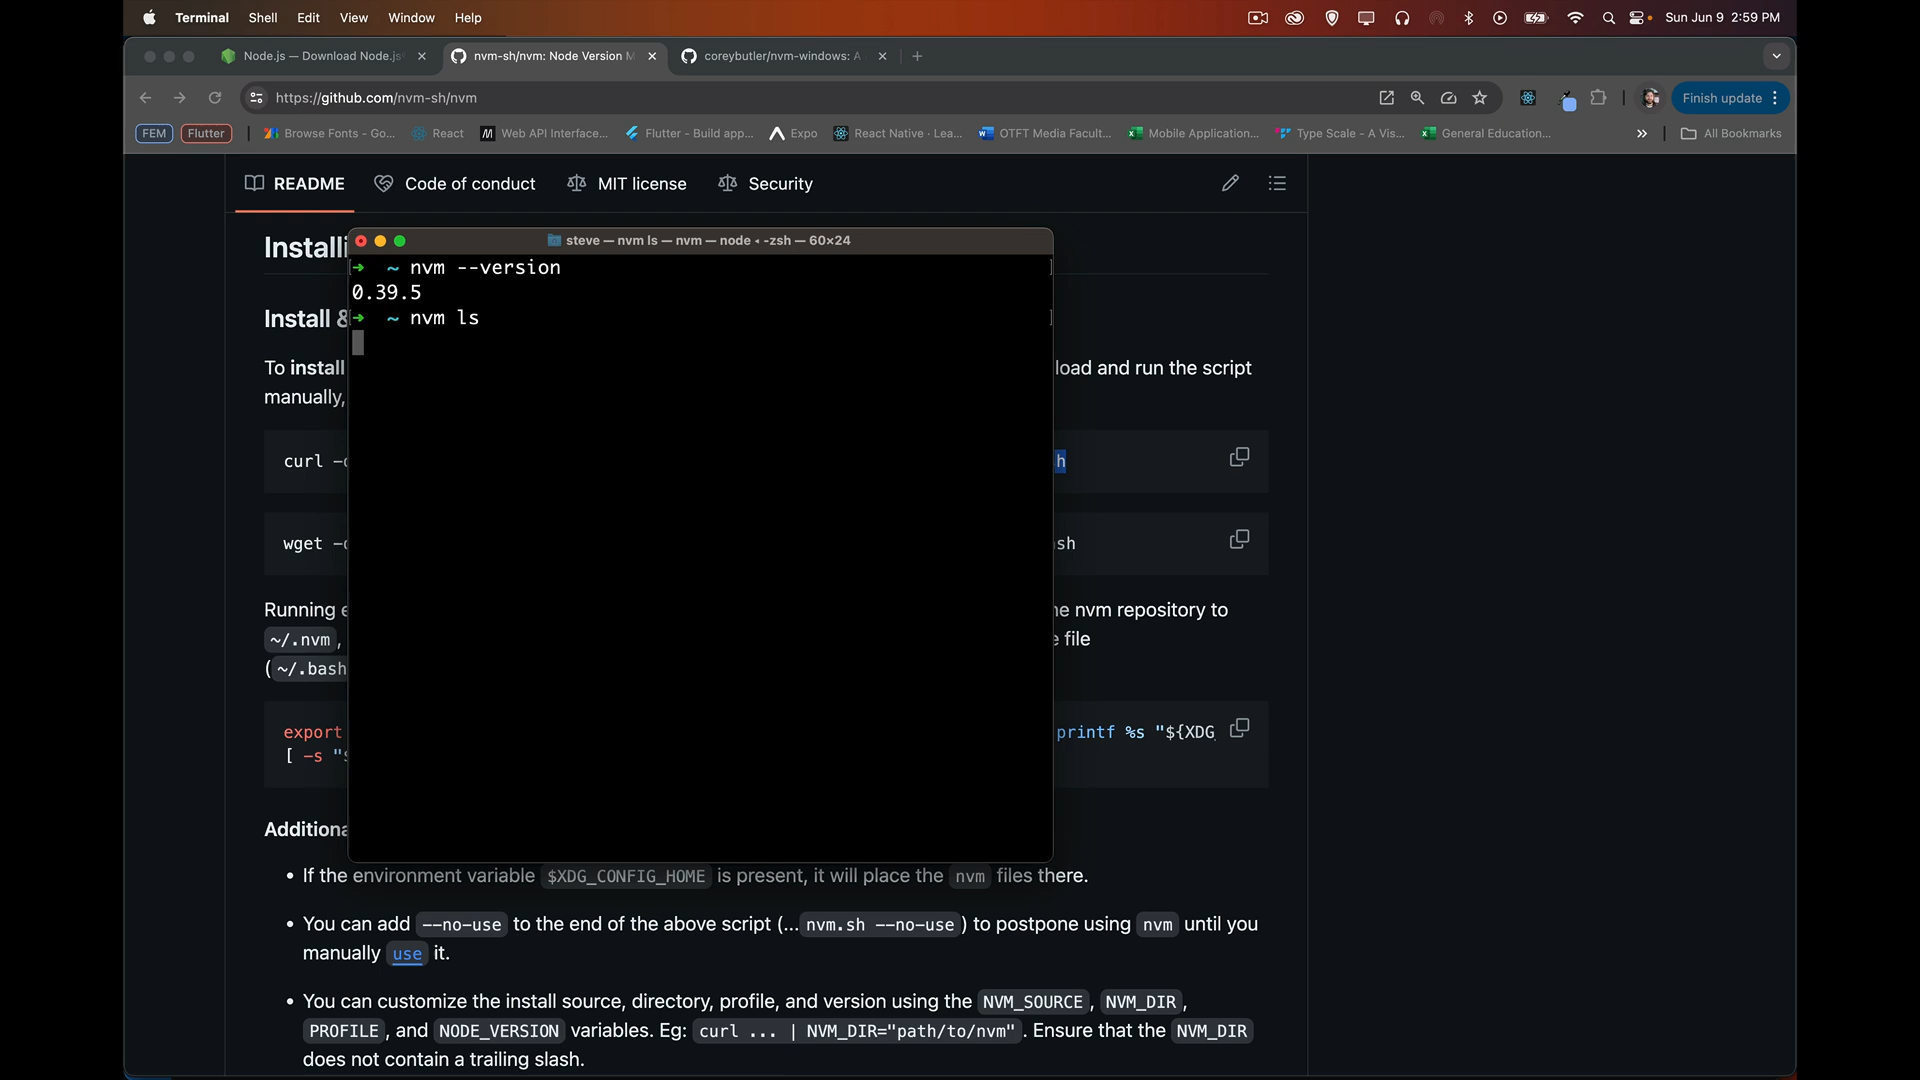 Terminal Shell Edit View Window Help
Sun Jun 9 2:59 PM
Node.js — Download Node.js
nvm-sh/nvm: Node Version M
coreybutler/nvm-windows: A
https://github.com/nvm-sh/nvm
Finish update
FEM
Flutter
Browse Fonts - Go...
React
Web API Interface...
Flutter - Build app...
Expo
React Native · Lea...
OTFT Media Facult...
Mobile Application...
Type Scale - A Vis...
General Education...
All Bookmarks
README
Code of conduct
MIT license
Security
Installi
steve — nvm ls — nvm — node ◂ -zsh — 60×24
➜ ~ nvm --version
0.39.5
➜ ~ nvm ls
Install &
To install
load and run the script
manually,
curl -o
h
wget -q
sh
Running e
e nvm repository to
~/.nvm,
file
(~/.bash
export
printf %s "${XDG_
[ -s "$
Additiona
• If the environment variable $XDG_CONFIG_HOME is present, it will place the nvm files there.
• You can add --no-use to the end of the above script (...nvm.sh --no-use) to postpone using nvm until you
manually use it.
• You can customize the install source, directory, profile, and version using the NVM_SOURCE, NVM_DIR,
PROFILE, and NODE_VERSION variables. Eg: curl ... | NVM_DIR="path/to/nvm". Ensure that the NVM_DIR
does not contain a trailing slash.